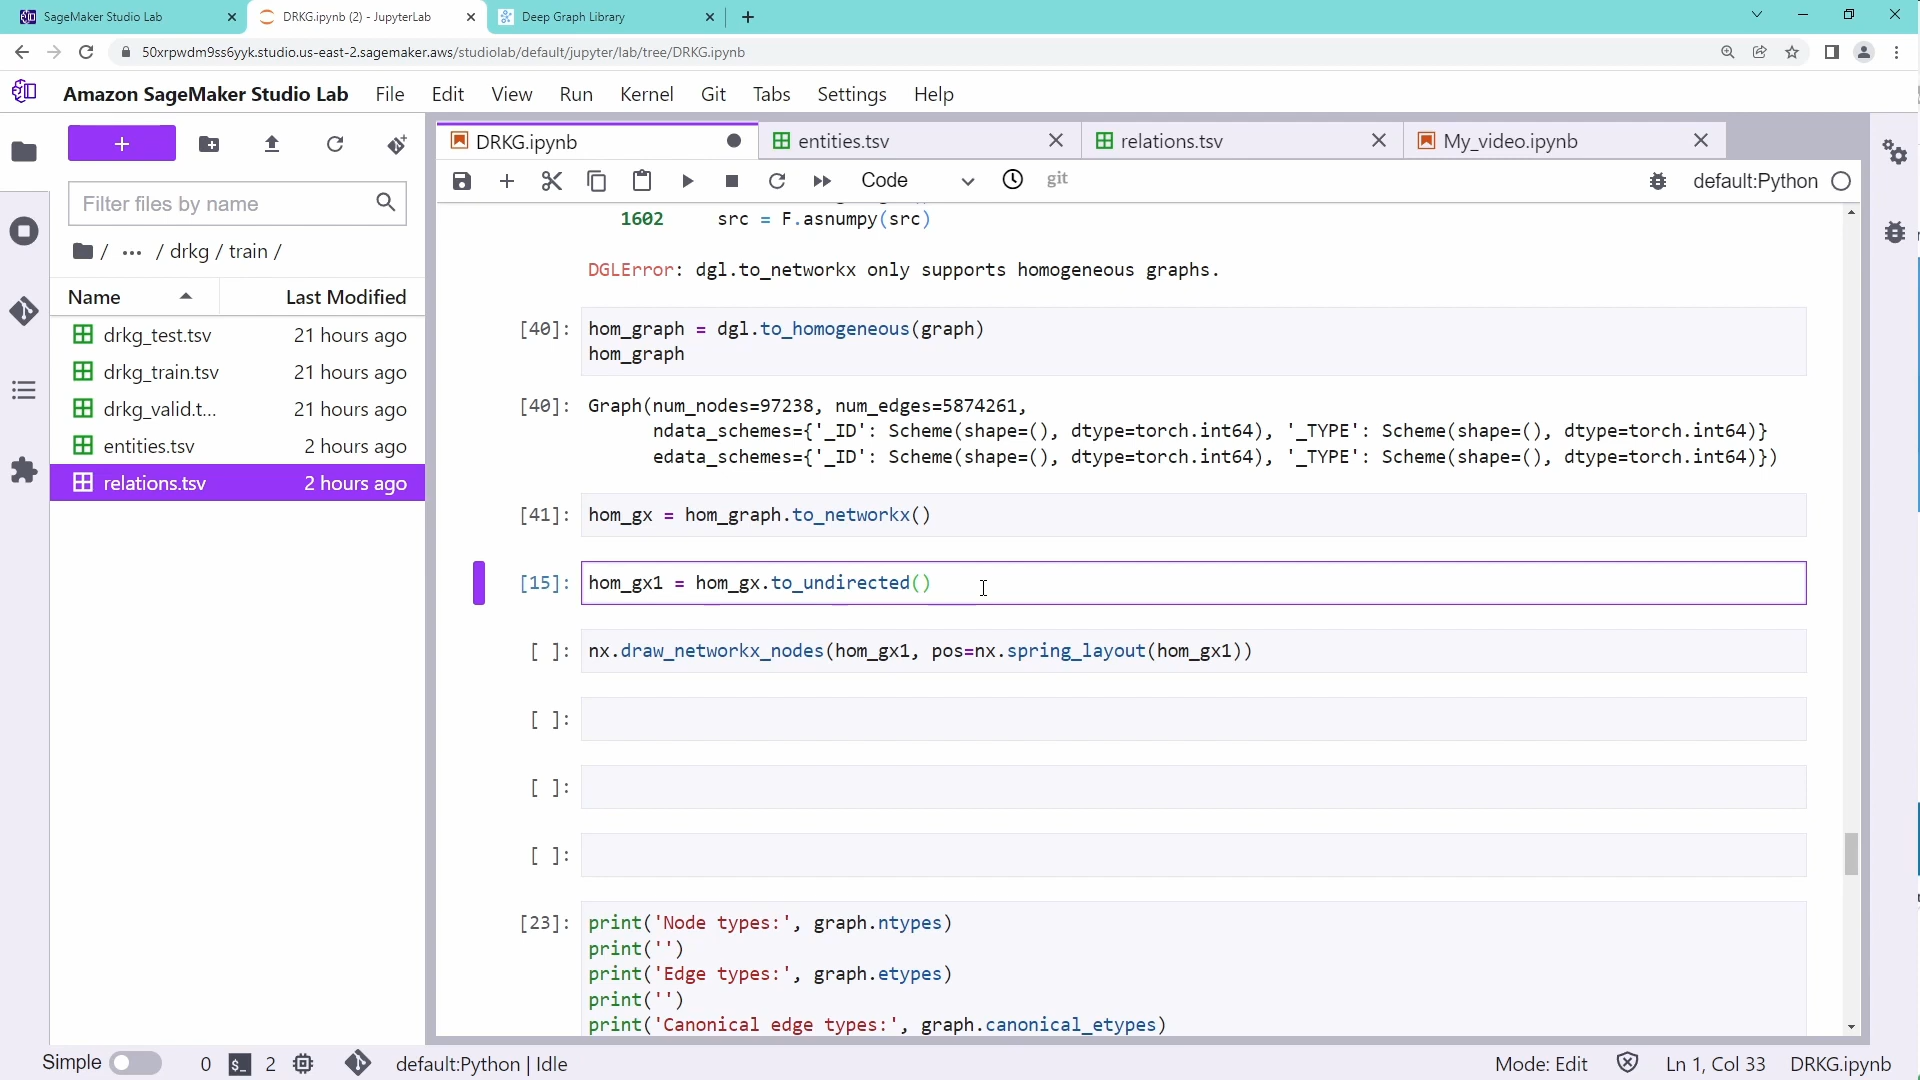 SageMaker Studio Lab
DRKG.ipynb (2) - JupyterLab
Deep Graph Library
50xrpwdm9ss6yyk.studio.us-east-2.sagemaker.aws/studiolab/default/jupyter/lab/tree/DRKG.ipynb
Amazon SageMaker Studio Lab
File
Edit
View
Run
Kernel
Git
Tabs
Settings
Help
DRKG.ipynb
entities.tsv
relations.tsv
My_video.ipynb
Code
git
default:Python
Filter files by name
/ ... / drkg / train /
Name
Last Modified
drkg_test.tsv 21 hours ago
drkg_train.tsv 21 hours ago
drkg_valid.t... 21 hours ago
entities.tsv 2 hours ago
relations.tsv 2 hours ago
1602 src = F.asnumpy(src)
DGLError: dgl.to_networkx only supports homogeneous graphs.
[40]: hom_graph = dgl.to_homogeneous(graph)
hom_graph
[40]: Graph(num_nodes=97238, num_edges=5874261,
ndata_schemes={'_ID': Scheme(shape=(), dtype=torch.int64), '_TYPE': Scheme(shape=(), dtype=torch.int64)}
edata_schemes={'_ID': Scheme(shape=(), dtype=torch.int64), '_TYPE': Scheme(shape=(), dtype=torch.int64)})
[41]: hom_gx = hom_graph.to_networkx()
[15]: hom_gx1 = hom_gx.to_undirected()
[ ]: nx.draw_networkx_nodes(hom_gx1, pos=nx.spring_layout(hom_gx1))
[ ]:
[ ]:
[ ]:
[23]: print('Node types:', graph.ntypes)
print('')
print('Edge types:', graph.etypes)
print('')
print('Canonical edge types:', graph.canonical_etypes)
Simple
0
$_
2
default:Python | Idle
Mode: Edit
Ln 1, Col 33
DRKG.ipynb